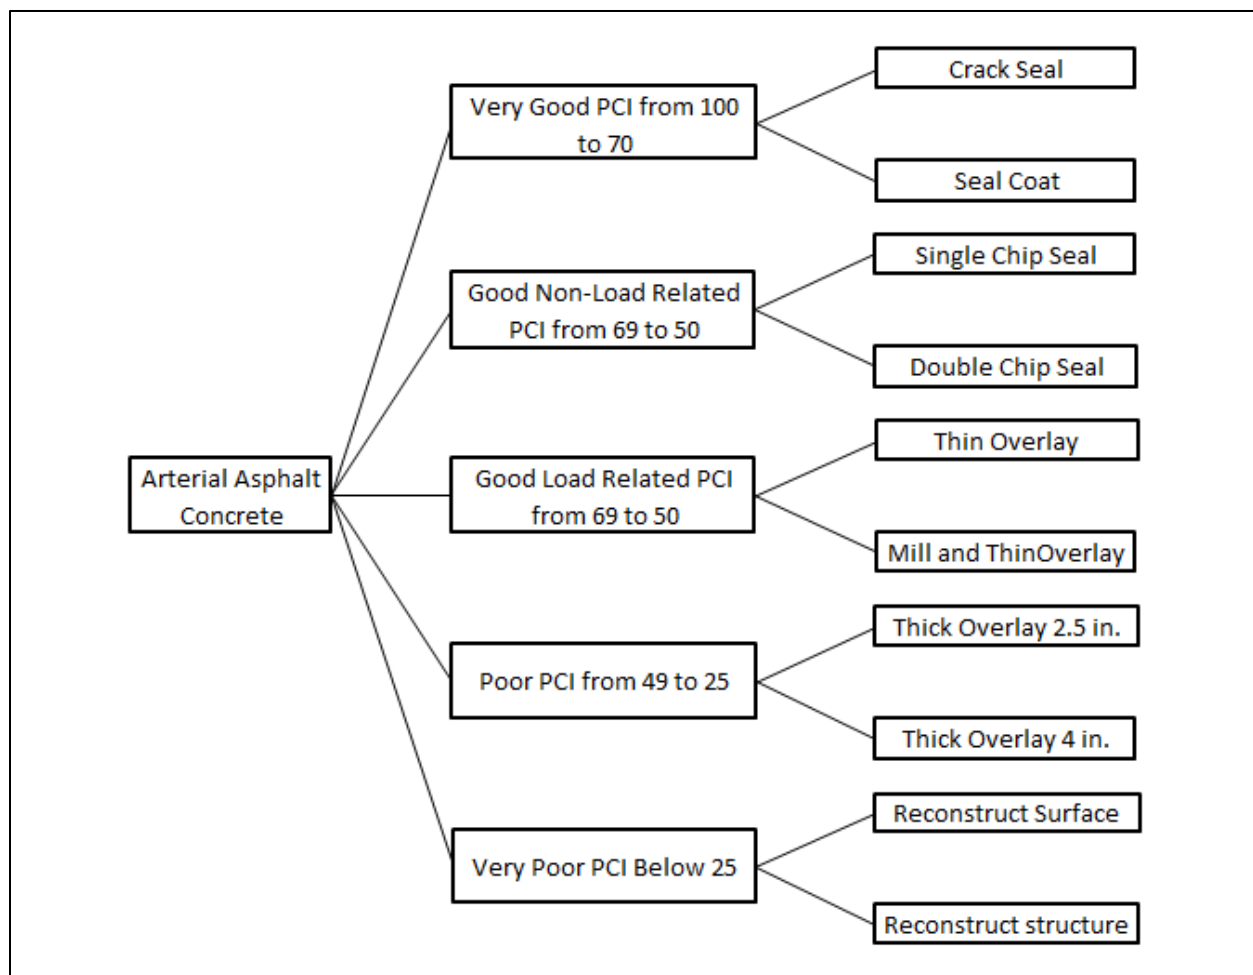 Arterial Asphalt
Concrete
Very Good PCI from 100
to 70
Crack Seal
Seal Coat
Good Non-Load Related
PCI from 69 to 50
Single Chip Seal
Double Chip Seal
Good Load Related PCI
from 69 to 50
Thin Overlay
Mill and ThinOverlay
Poor PCI from 49 to 25
Thick Overlay 2.5 in.
Thick Overlay 4 in.
Very Poor PCI Below 25
Reconstruct Surface
Reconstruct structure